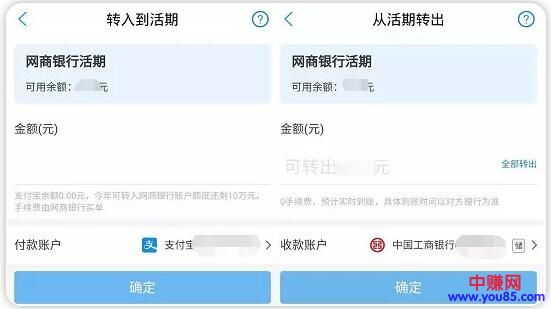 转入到活期
网商银行活期
可用余额：元
金额(元)
支付宝余额0.00元，今年可转入网商银行账户额度还剩10万元。
手续费由网商银行买单
付款账户 支付宝
确定
从活期转出
网商银行活期
可用余额：元
金额(元)
可转出元 全部转出
0手续费，预计实时到账，具体到账时间以对方银行为准
收款账户 中国工商银行 储
确定
中赚网
www.you85.com